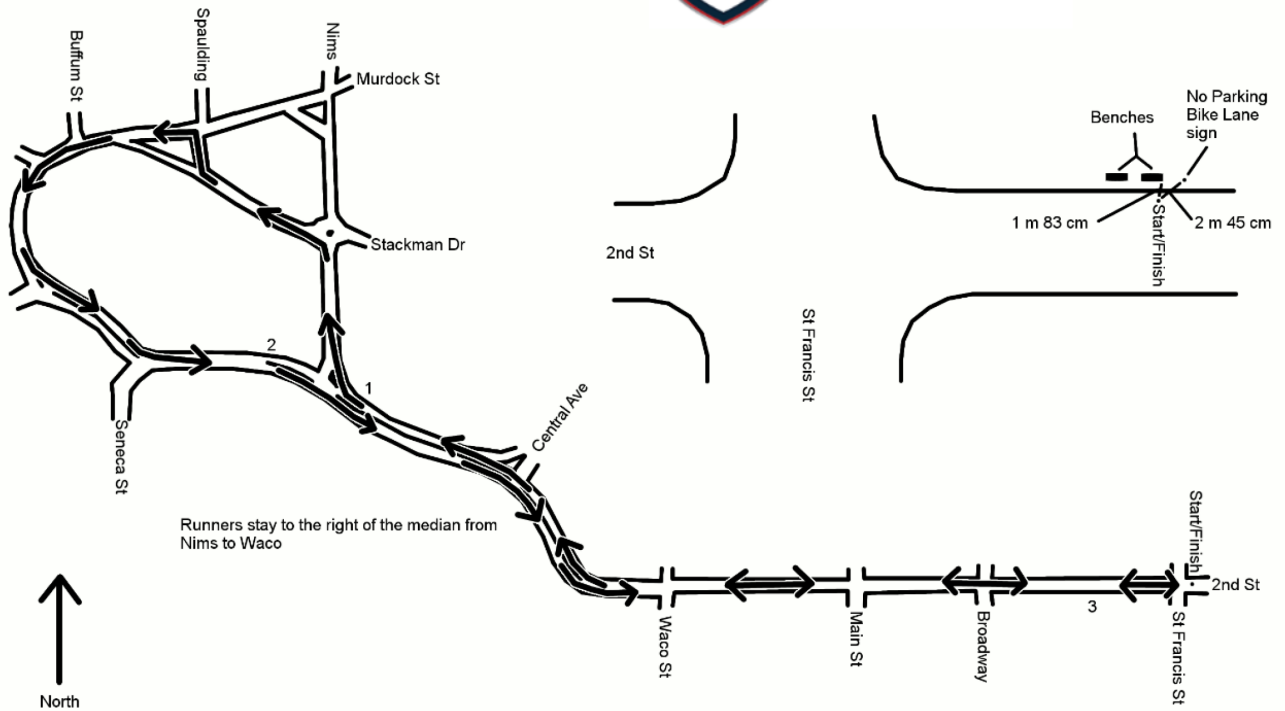 Buffum St
Spaulding
Nims
Murdock St
Stackman Dr
Benches
No Parking
Bike Lane
sign
1 m 83 cm
Start/Finish
2 m 45 cm
2nd St
St Francis St
2
1
Central Ave
Seneca St
Runners stay to the right of the median from
Nims to Waco
Start/Finish
2nd St
3
Waco St
Main St
Broadway
St Francis St
North